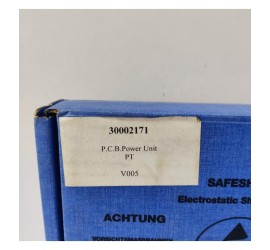 30002171
P.C.B.Power Unit
PT
V005
SAFESH
Electrostatic Sh
ACHTUNG